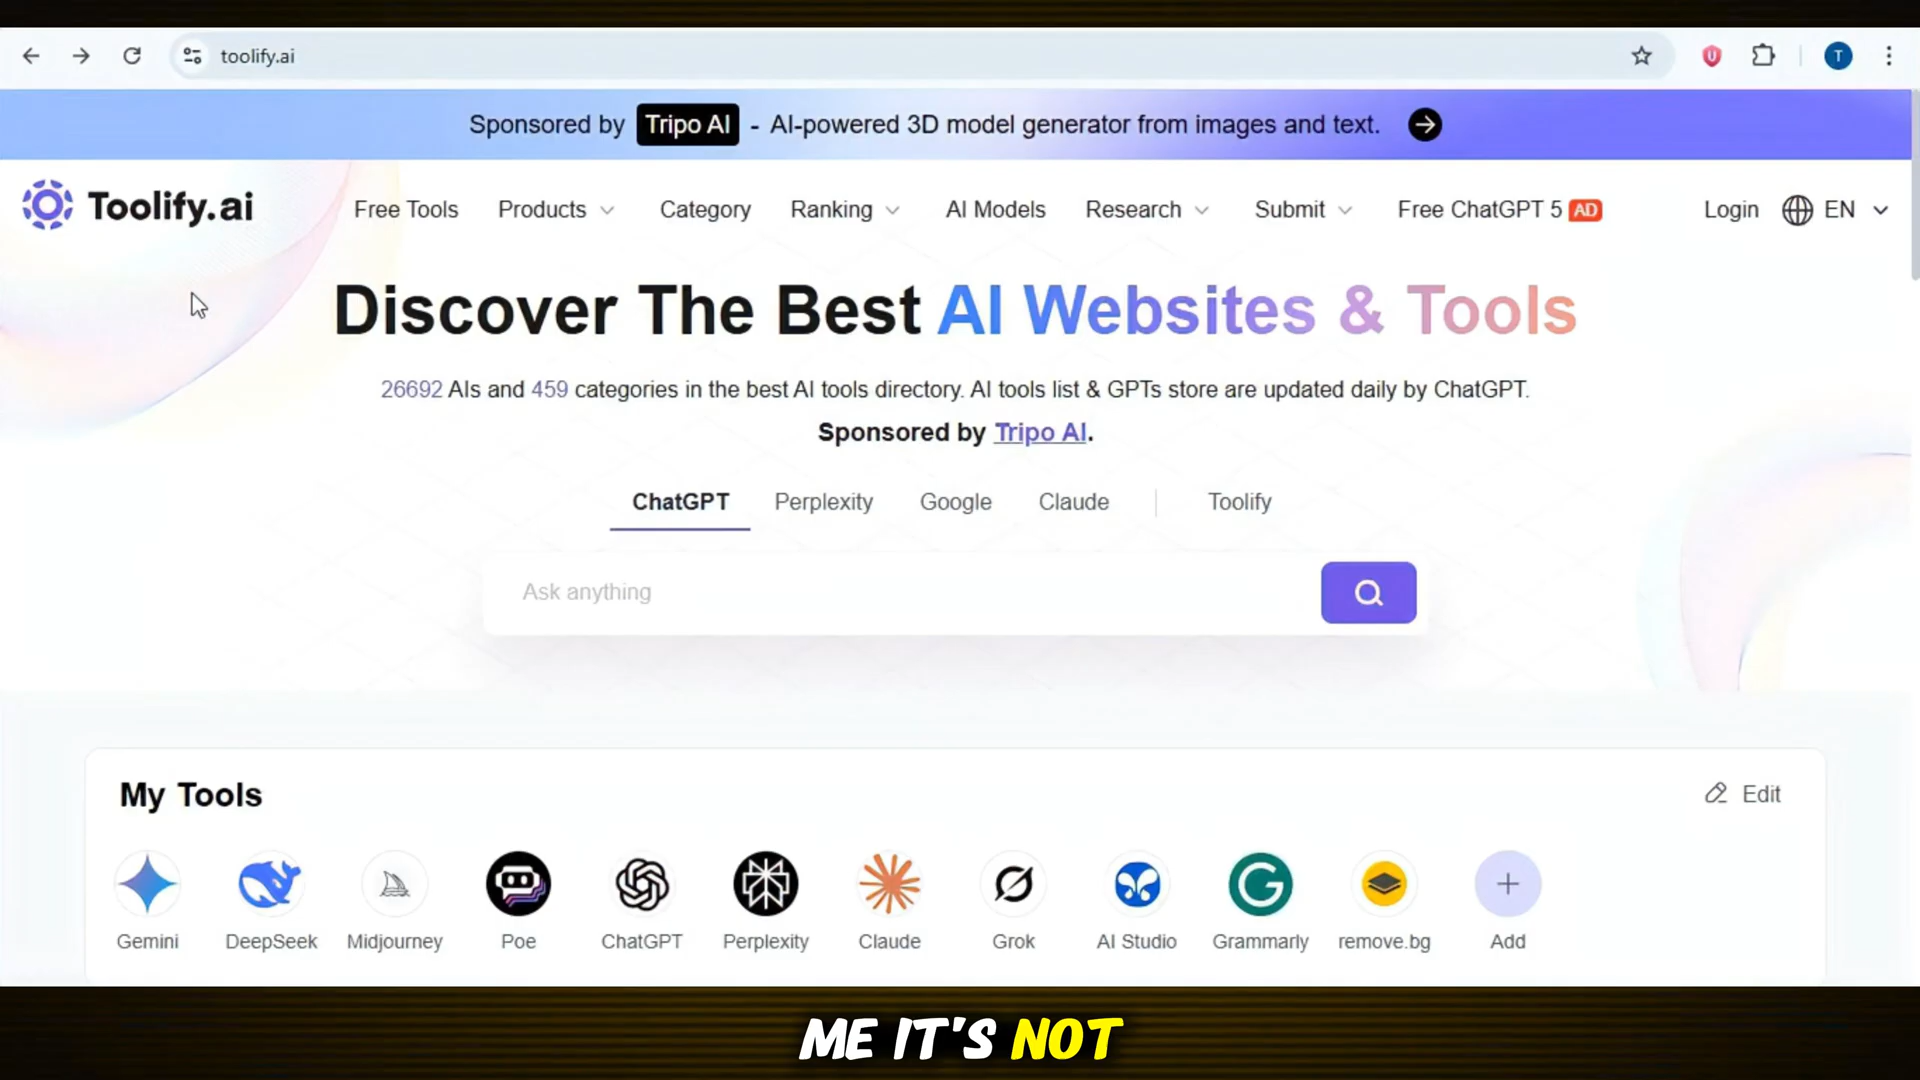 toolify.ai
T
Sponsored by Tripo AI - AI-powered 3D model generator from images and text.
Toolify.ai
Free Tools
Products
Category
Ranking
AI Models
Research
Submit
Free ChatGPT 5 AD
Login
EN
Discover The Best AI Websites & Tools
26692 AIs and 459 categories in the best AI tools directory. AI tools list & GPTs store are updated daily by ChatGPT.
Sponsored by Tripo AI.
ChatGPT
Perplexity
Google
Claude
Toolify
Ask anything
My Tools
Edit
Gemini
DeepSeek
Midjourney
Poe
ChatGPT
Perplexity
Claude
Grok
AI Studio
Grammarly
remove.bg
Add
ME IT'S NOT